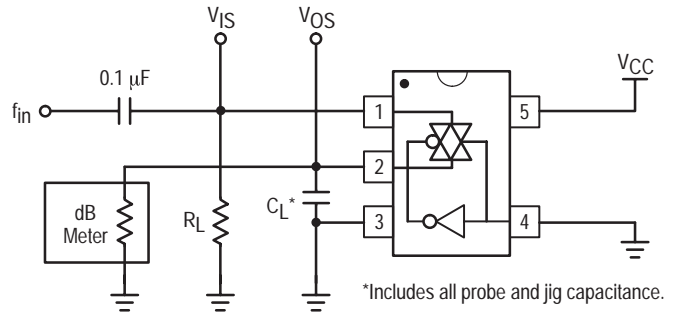 VIS
VOS
VCC
0.1 μF
fin
1
5
2
dB
Meter
RL
CL*
3
4
*Includes all probe and jig capacitance.